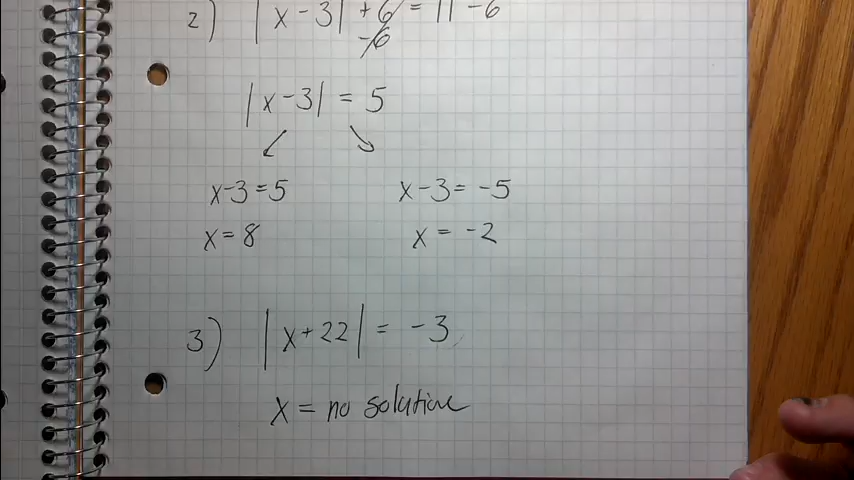 2) |x-3| +6 = 11 -6
-6
|x-3| = 5
x-3=5 x-3= -5
x= 8 x = -2
3) |x+22| = -3
x = no solution